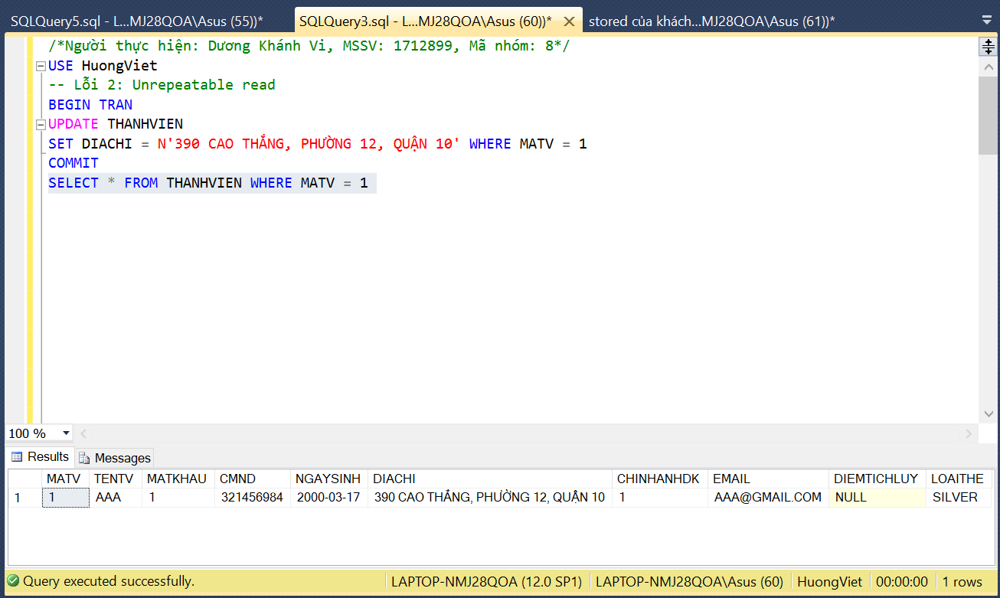 SQLQuery5.sql - L...MJ28QOA\Asus (55))* SQLQuery3.sql - L...MJ28QOA\Asus (60))* stored của khách...MJ28QOA\Asus (61))*
/*Người thực hiện: Dương Khánh Vi, MSSV: 1712899, Mã nhóm: 8*/
USE HuongViet
-- Lỗi 2: Unrepeatable read
BEGIN TRAN
UPDATE THANHVIEN
SET DIACHI = N'390 CAO THẮNG, PHƯỜNG 12, QUẬN 10' WHERE MATV = 1
COMMIT
SELECT * FROM THANHVIEN WHERE MATV = 1
100 %
Results Messages
MATV TENTV MATKHAU CMND NGAYSINH DIACHI CHINHANHDK EMAIL DIEMTICHLUY LOAITHE
1 1 AAA 1 321456984 2000-03-17 390 CAO THẮNG, PHƯỜNG 12, QUẬN 10 1 AAA@GMAIL.COM NULL SILVER
Query executed successfully. LAPTOP-NMJ28QOA (12.0 SP1) LAPTOP-NMJ28QOA\Asus (60) HuongViet 00:00:00 1 rows